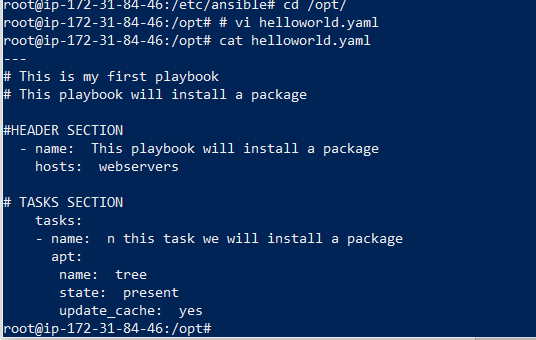 root@ip-172-31-84-46:/etc/ansible# cd /opt/
root@ip-172-31-84-46:/opt# # vi helloworld.yaml
root@ip-172-31-84-46:/opt# cat helloworld.yaml
---
# This is my first playbook
# This playbook will install a package

#HEADER SECTION
  - name:  This playbook will install a package
    hosts:  webservers

# TASKS SECTION
    tasks:
    - name:  n this task we will install a package
      apt:
       name:  tree
       state:  present
       update_cache:  yes
root@ip-172-31-84-46:/opt#